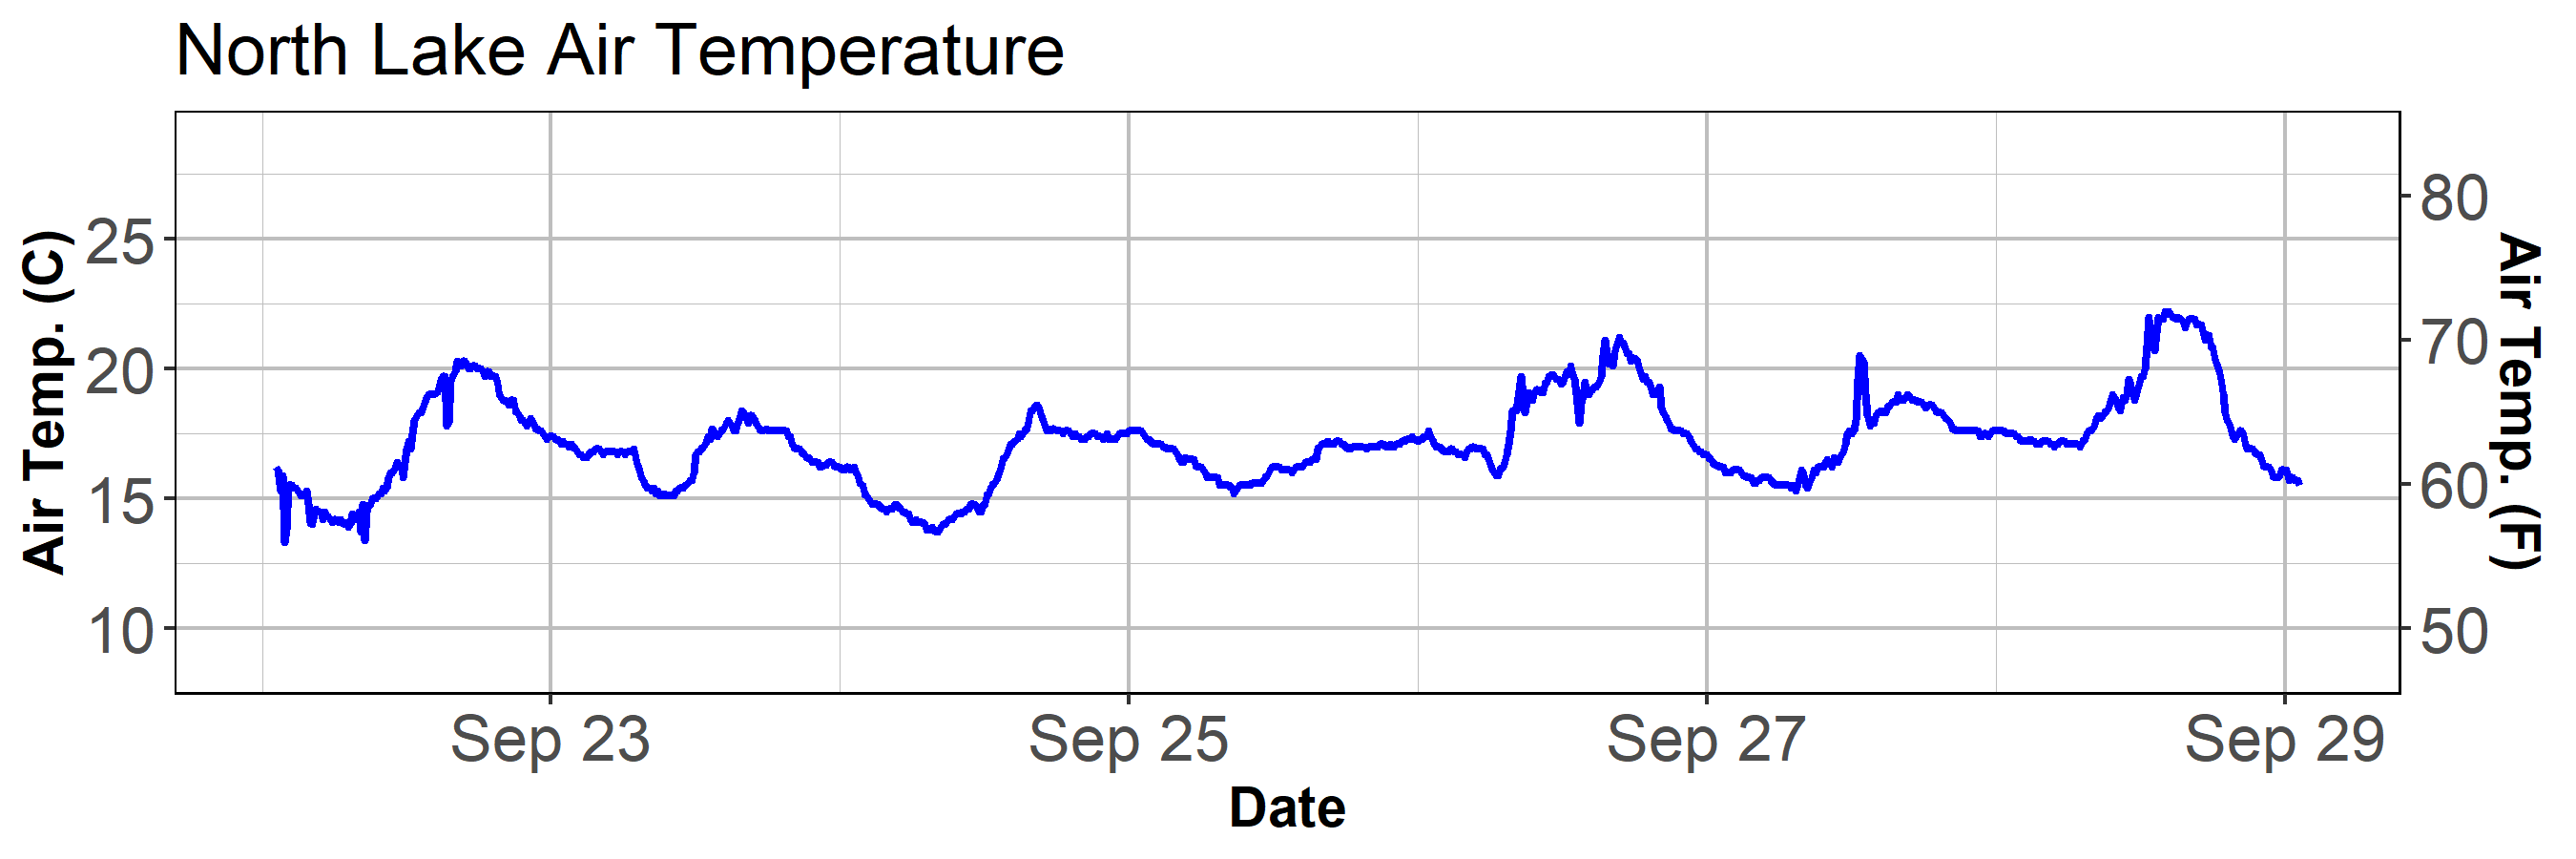 North Lake Air Temperature
Air Temp. (C)
25
20
15
10
80
70
60
50
Air Temp. (F)
Sep 23
Sep 25
Sep 27
Sep 29
Date